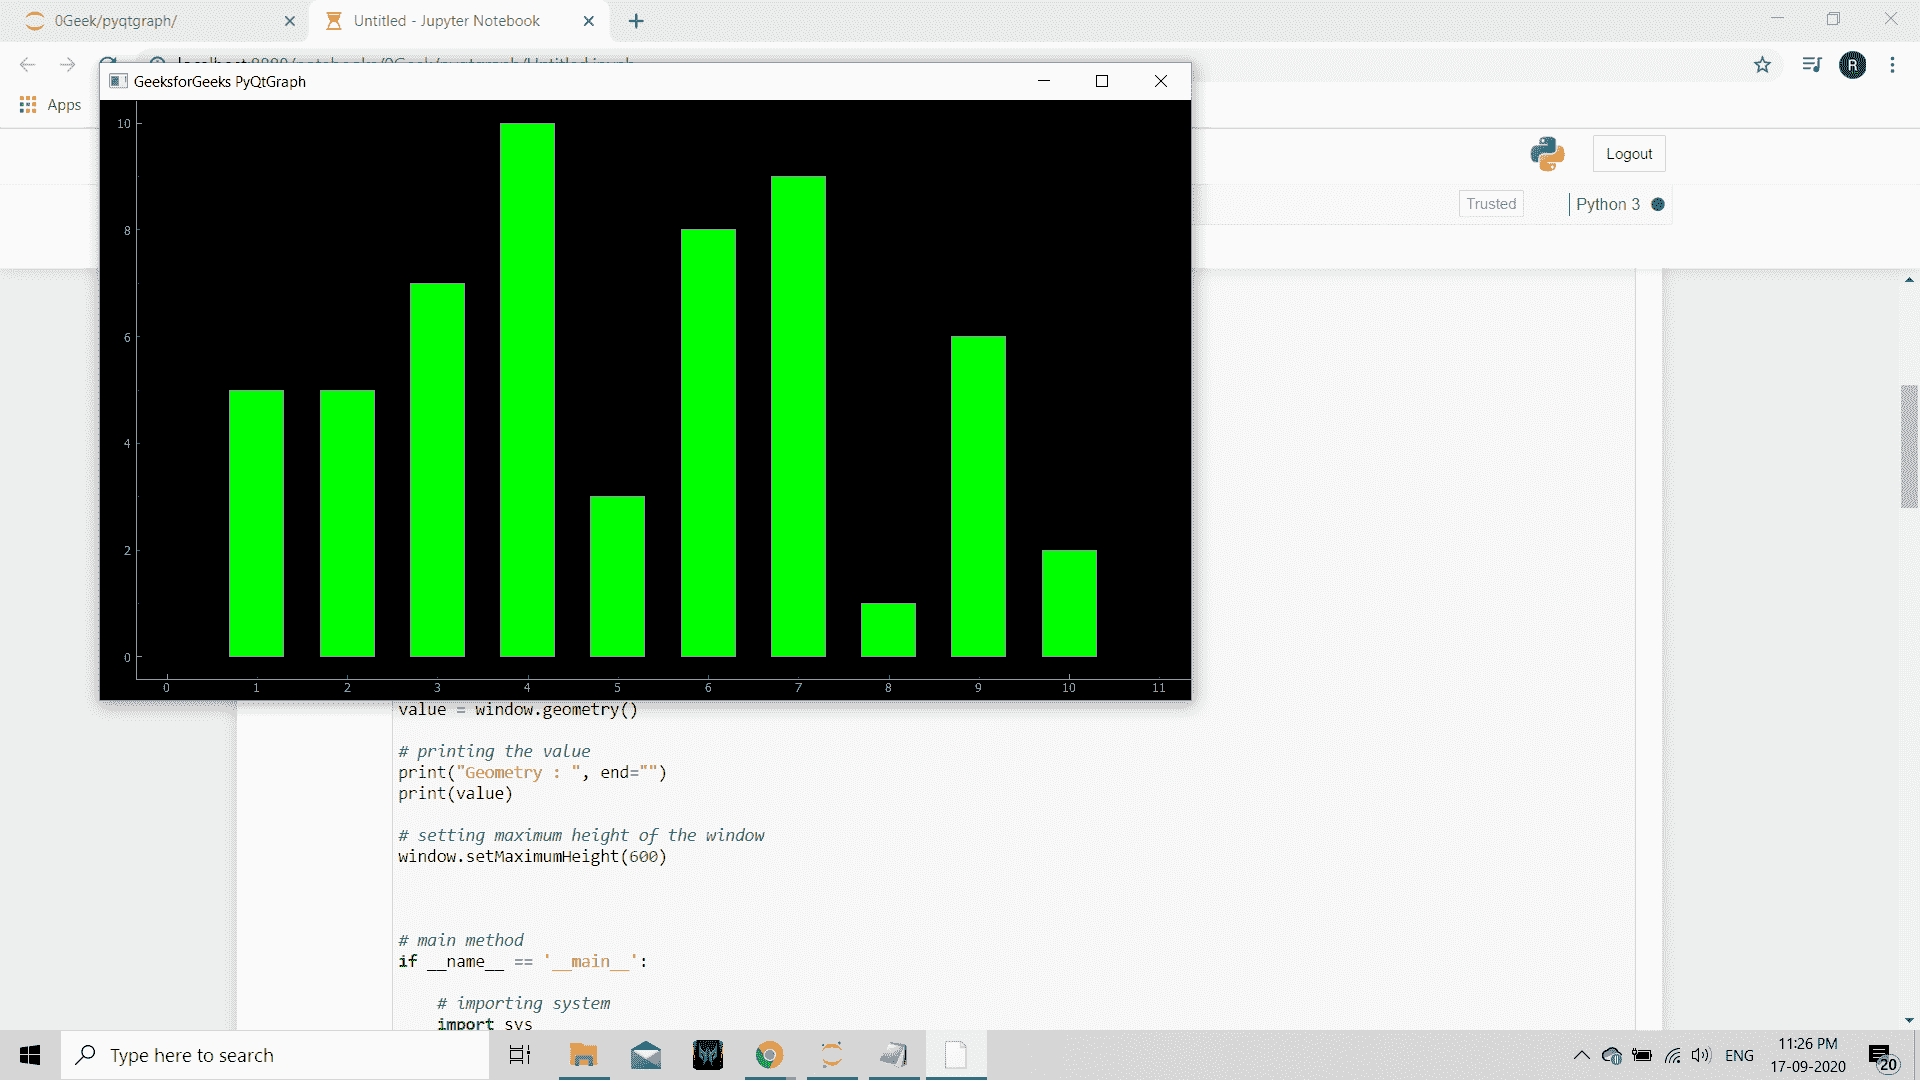 0Geek/pyqtgraph/
Untitled - Jupyter Notebook
GeeksforGeeks PyQtGraph
R
Apps
Logout
Trusted
Python 3
10
8
6
4
2
0
0 1 2 3 4 5 6 7 8 9 10 11
value = window.geometry()
# printing the value
print("Geometry : ", end="")
print(value)
# setting maximum height of the window
window.setMaximumHeight(600)
# main method
if __name__ == '__main__':
# importing system
import sys
Type here to search
ENG
11:26 PM
17-09-2020
20